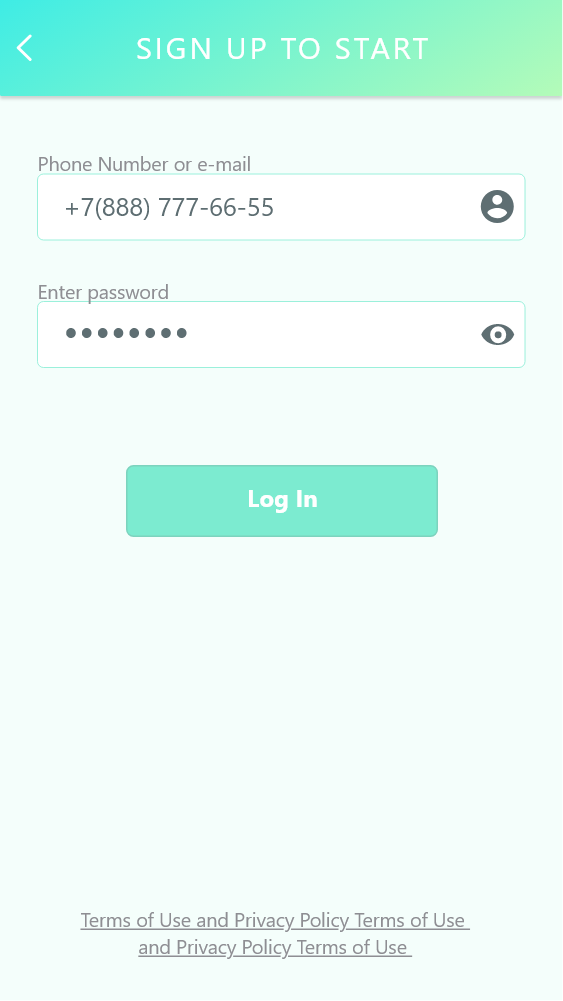 SIGN UP TO START
Phone Number or e-mail
+7(888) 777-66-55
Enter password
••••••••
Log In
Terms of Use and Privacy Policy Terms of Use
and Privacy Policy Terms of Use